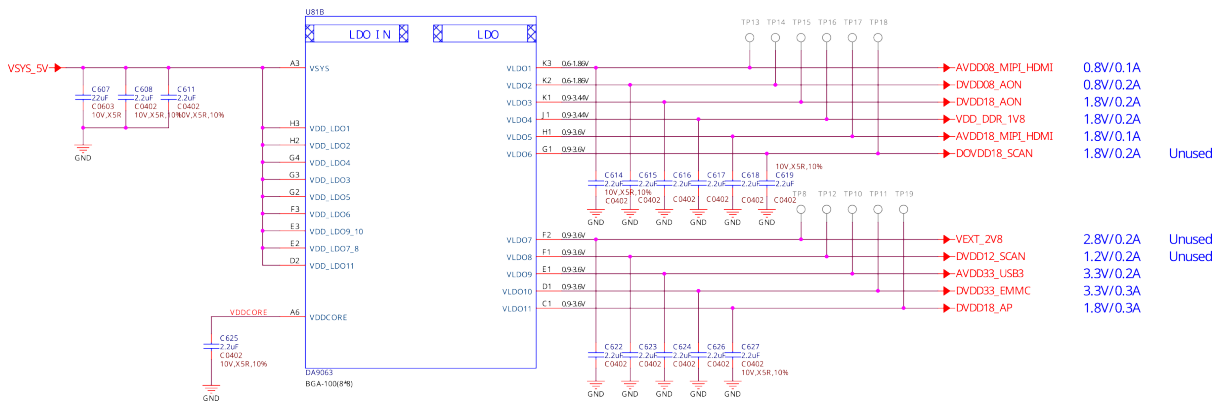 U81B
LDO IN
LDO
TP13 TP14 TP15 TP16 TP17 TP18
VSYS_5V
A3 VSYS
VLDO1 K3 0.6-1.86V AVDD08_MIPI_HDMI 0.8V/0.1A
VLDO2 K2 0.6-1.86V DVDD08_AON 0.8V/0.2A
VLDO3 K1 0.9-3.44V DVDD18_AON 1.8V/0.2A
VLDO4 J1 0.9-3.44V VDD_DDR_1V8 1.8V/0.2A
VLDO5 H1 0.9-3.6V AVDD18_MIPI_HDMI 1.8V/0.1A
VLDO6 G1 0.9-3.6V DOVDD18_SCAN 1.8V/0.2A Unused
C607 C608 C611
22uF 2.2uF 2.2uF
C0603 C0402 C0402
10V,X5R 10V,X5R,10% 10V,X5R,10%
GND
H3 VDD_LDO1
H2 VDD_LDO2
G4 VDD_LDO4
G3 VDD_LDO3
G2 VDD_LDO5
F3 VDD_LDO6
E3 VDD_LDO9_10
E2 VDD_LDO7_8
D2 VDD_LDO11
10V,X5R,10%
C614 C615 C616 C617 C618 C619
2.2uF 2.2uF 2.2uF 2.2uF 2.2uF 2.2uF
10V,X5R,10%
C0402 C0402 C0402 C0402 C0402 C0402
GND GND GND GND GND GND
TP8 TP12 TP10 TP11 TP19
VLDO7 F2 0.9-3.6V VEXT_2V8 2.8V/0.2A Unused
VLDO8 F1 0.9-3.6V DVDD12_SCAN 1.2V/0.2A Unused
VLDO9 E1 0.9-3.6V AVDD33_USB3 3.3V/0.2A
VLDO10 D1 0.9-3.6V DVDD33_EMMC 3.3V/0.3A
VLDO11 C1 0.9-3.6V DVDD18_AP 1.8V/0.3A
VDDCORE A6 VDDCORE
C625
2.2uF
C0402
10V,X5R,10%
GND
C622 C623 C624 C626 C627
2.2uF 2.2uF 2.2uF 2.2uF 2.2uF
C0402 C0402 C0402 C0402 C0402
10V,X5R,10%
GND GND GND GND GND
DA9063
BGA-100(8*8)